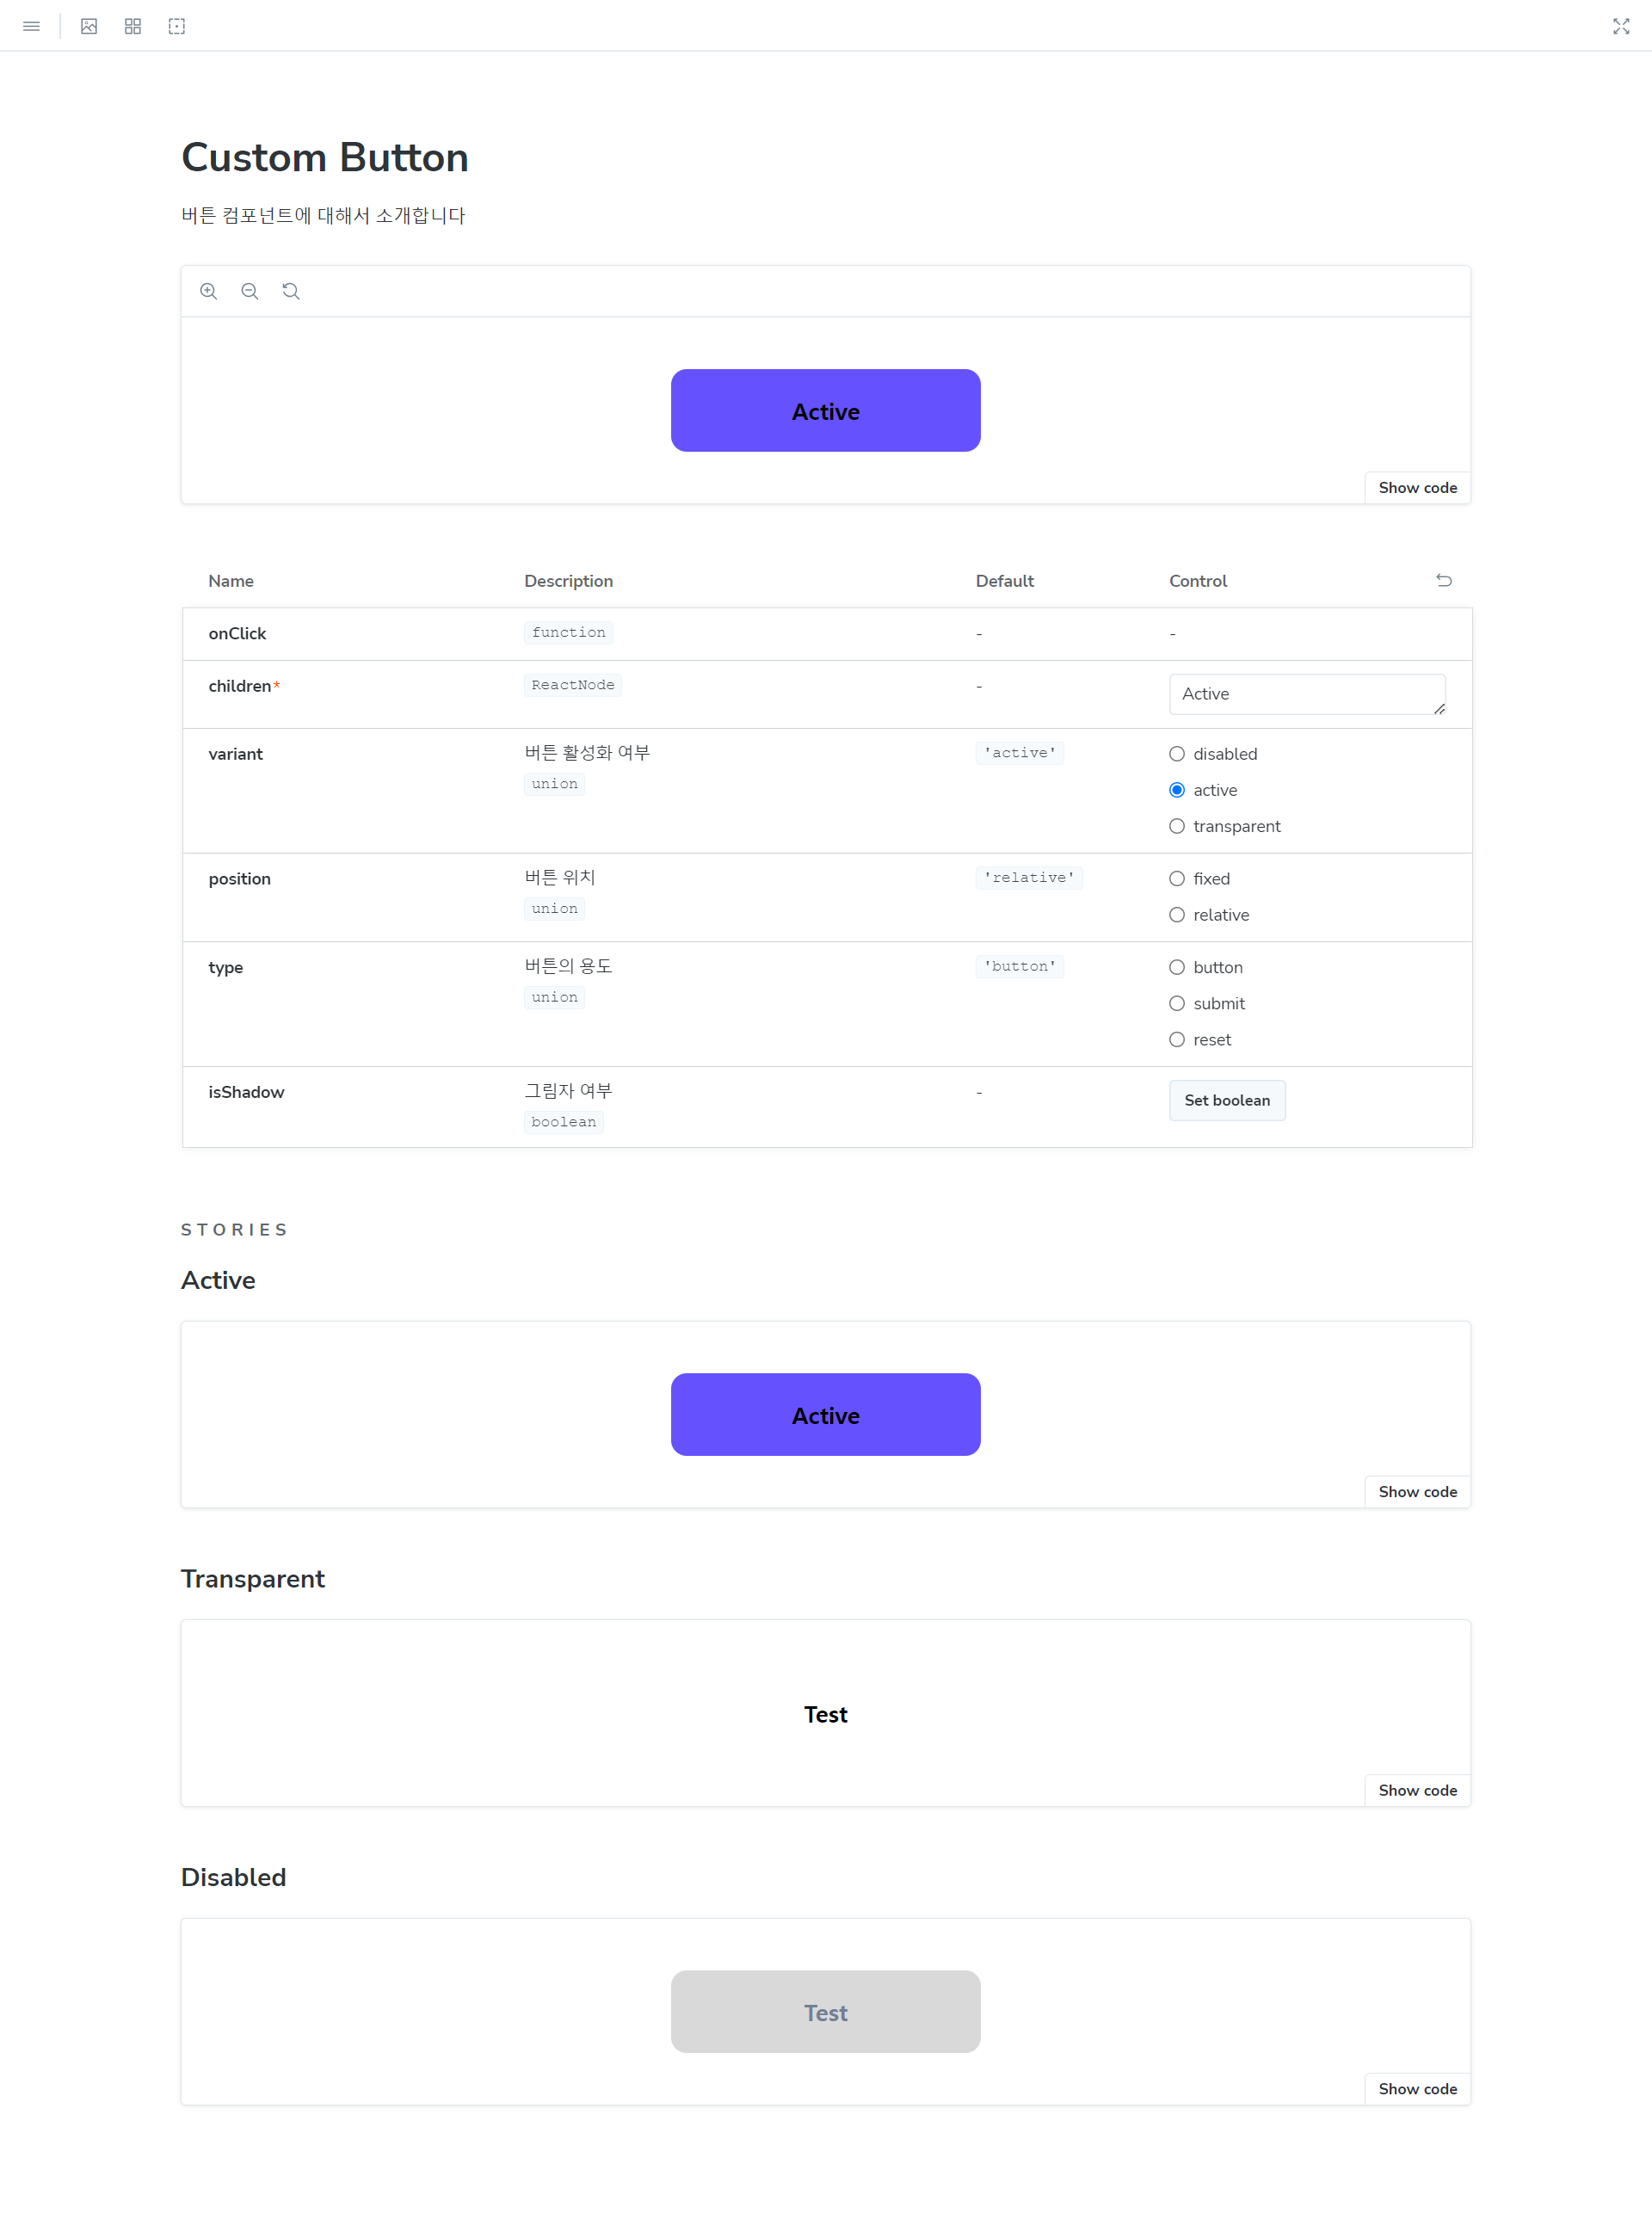 Custom Button
버튼 컴포넌트에 대해서 소개합니다
Active
Show code
Name Description Default Control
onClick function - -
children* ReactNode - Active
variant 버튼 활성화 여부 'active' disabled
union active
transparent
position 버튼 위치 'relative' fixed
union relative
type 버튼의 용도 'button' button
union submit
reset
isShadow 그림자 여부 - Set boolean
boolean
STORIES
Active
Active
Show code
Transparent
Test
Show code
Disabled
Test
Show code